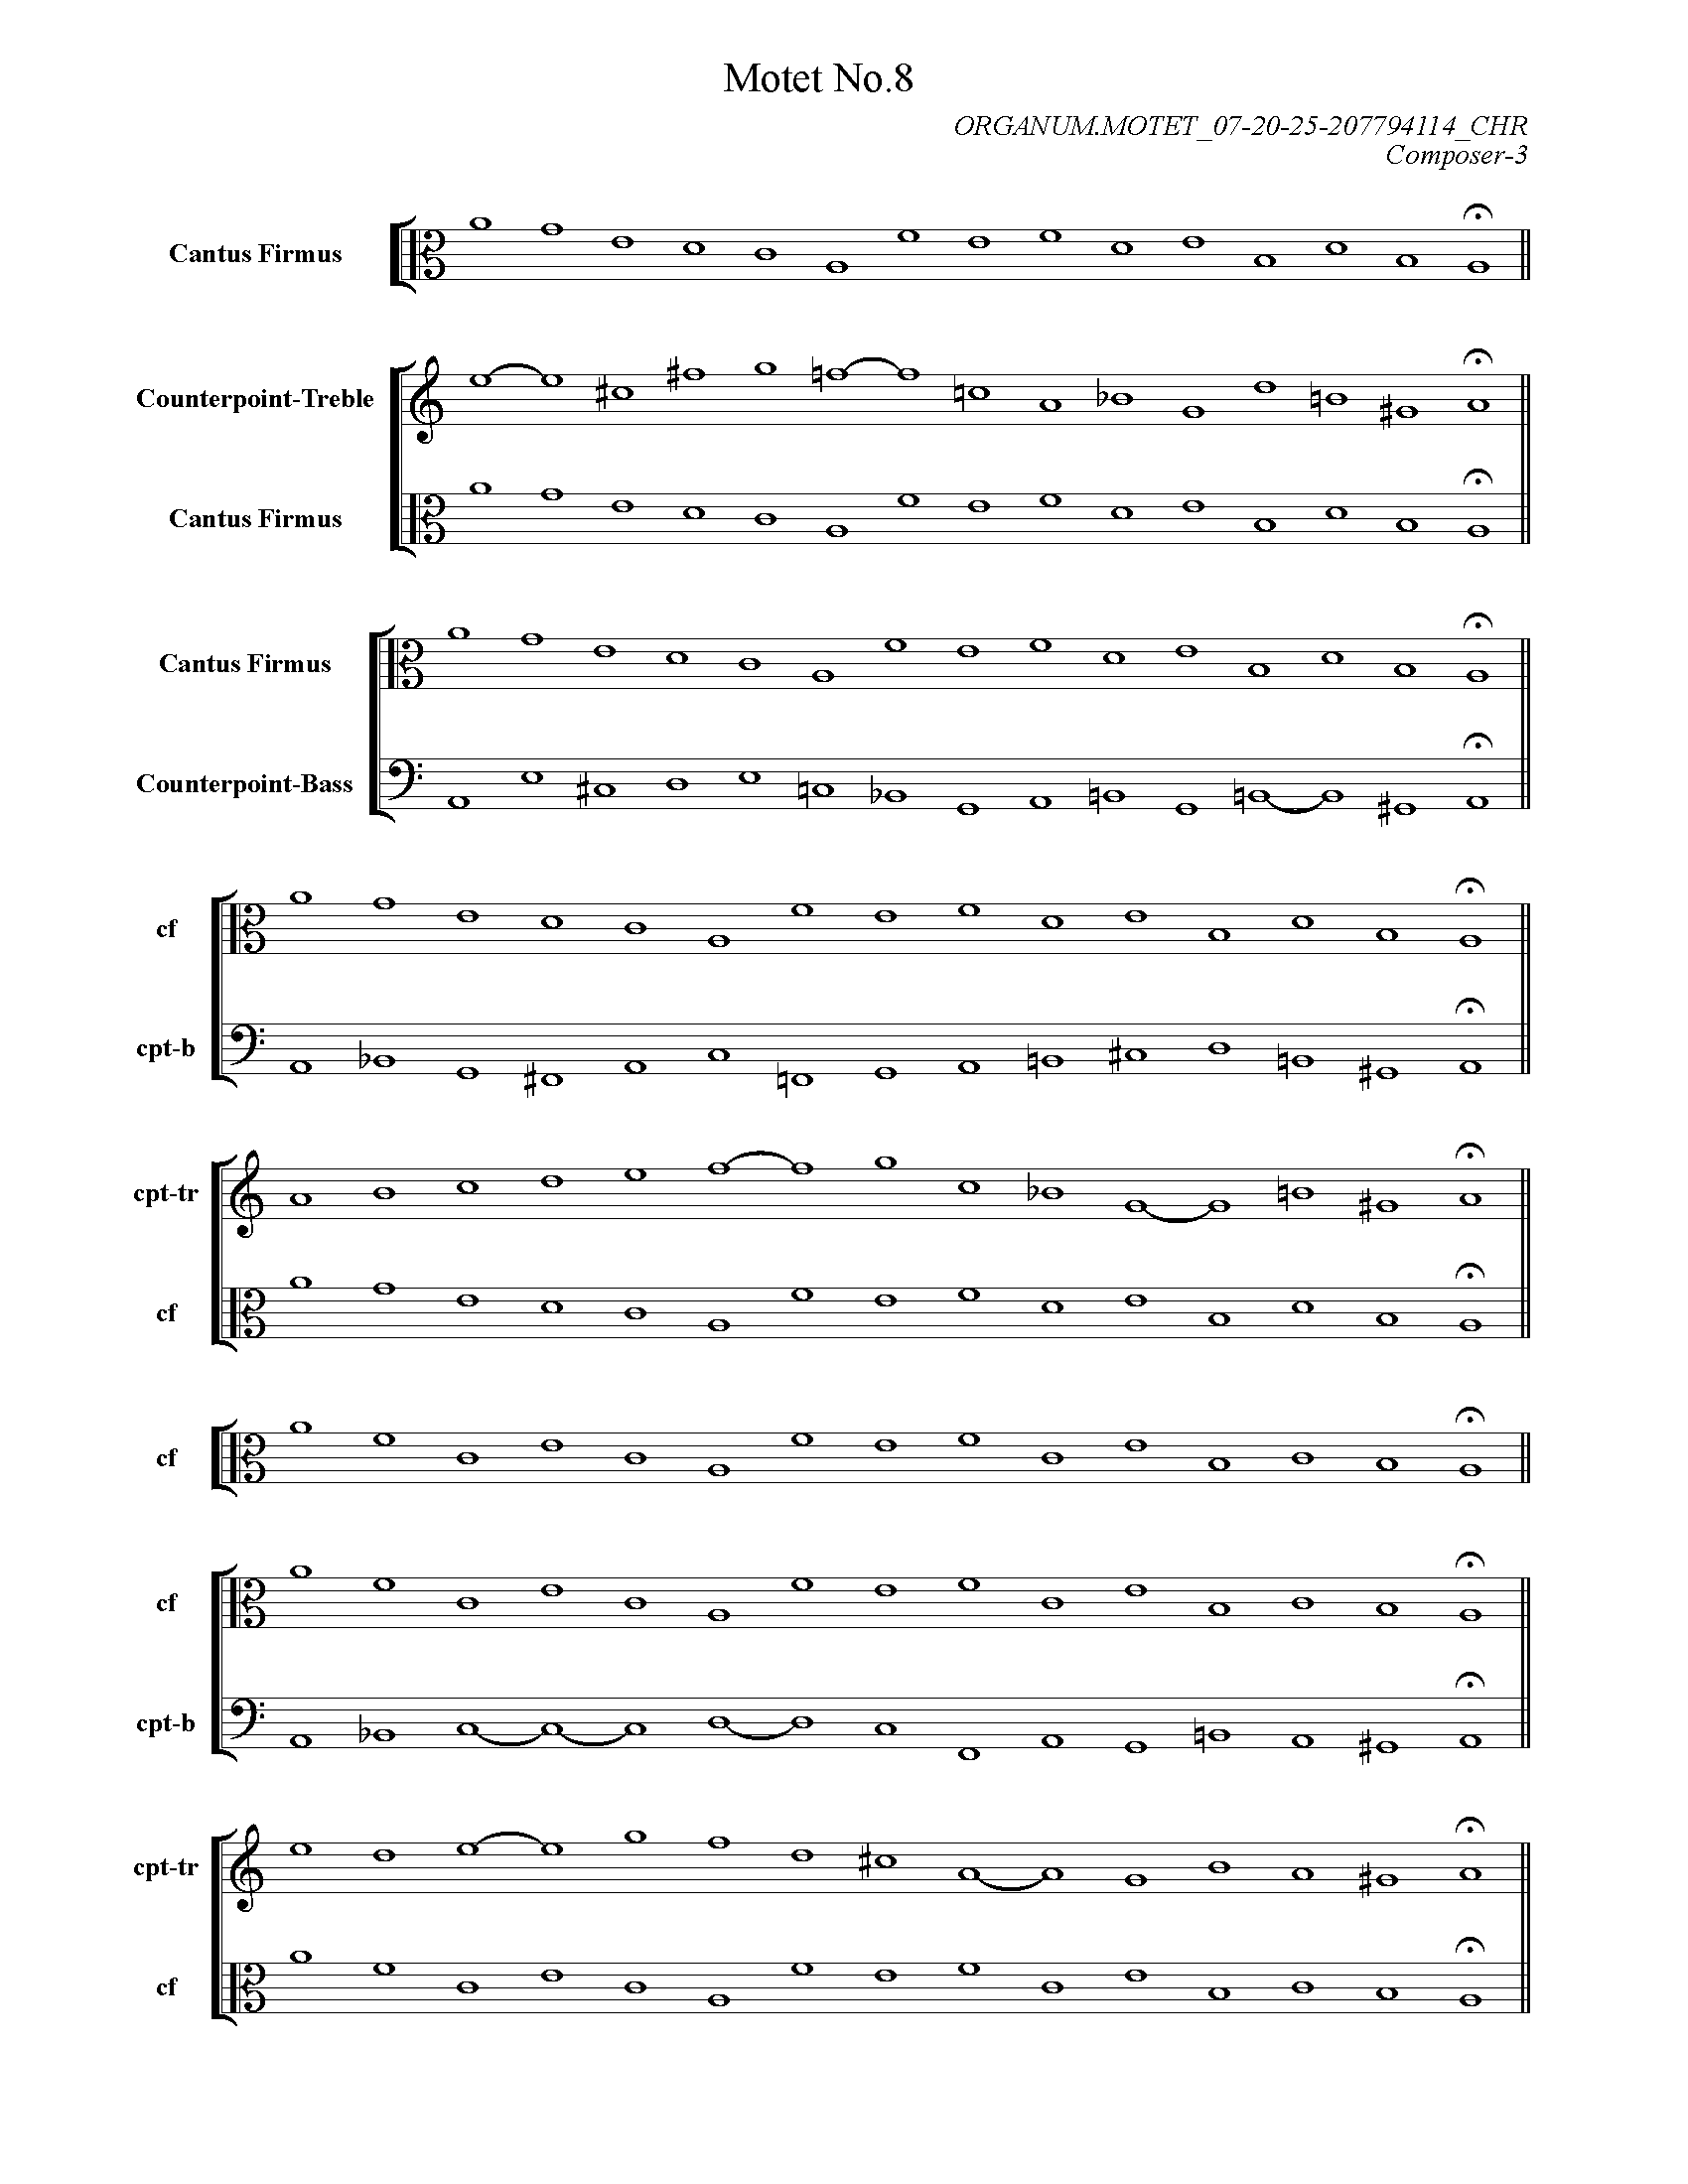 Motet No.8
ORGANUM.MOTET_07-20-25-207794114_CHR
Composer-3
Cantus Firmus
Counterpoint-Treble
Cantus Firmus
Cantus Firmus
Counterpoint-Bass
cf
cpt-b
cpt-tr
cf
cf
cf
cpt-b
cpt-tr
cf